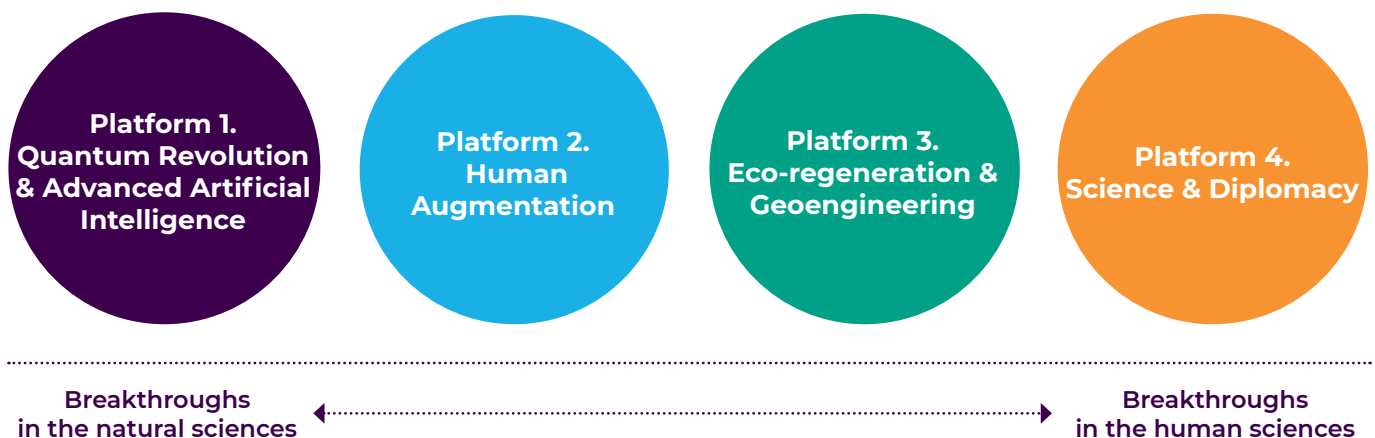 Platform 1.
Quantum Revolution
& Advanced Artificial
Intelligence
Platform 2.
Human
Augmentation
Platform 3.
Eco-regeneration &
Geoengineering
Platform 4.
Science & Diplomacy
Breakthroughs
in the natural sciences
Breakthroughs
in the human sciences